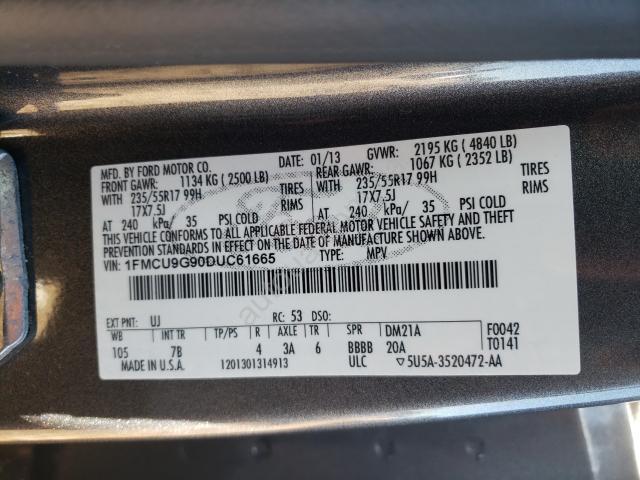 MFD. BY FORD MOTOR CO.
DATE: 01/13 GVWR: 2195 KG ( 4840 LB)
FRONT GAWR: 1134 KG ( 2500 LB) REAR GAWR: 1067 KG ( 2352 LB)
WITH 235/55R17 99H TIRES WITH 235/55R17 99H TIRES
17X7.5J RIMS 17X7.5J RIMS
AT 240 kPa/ 35 PSI COLD AT 240 kPa/ 35 PSI COLD
THIS VEHICLE CONFORMS TO ALL APPLICABLE FEDERAL MOTOR VEHICLE SAFETY AND THEFT
PREVENTION STANDARDS IN EFFECT ON THE DATE OF MANUFACTURE SHOWN ABOVE.
VIN: 1FMCU9G90DUC61665 TYPE: MPV
EXT PNT: UJ RC: 53 DSO:
WB INT TR TP/PS R AXLE TR SPR DM21A F0042
105 7B 4 3A 6 BBBB 20A T0141
MADE IN U.S.A. 1201301314913 ULC ▽5U5A-3520472-AA